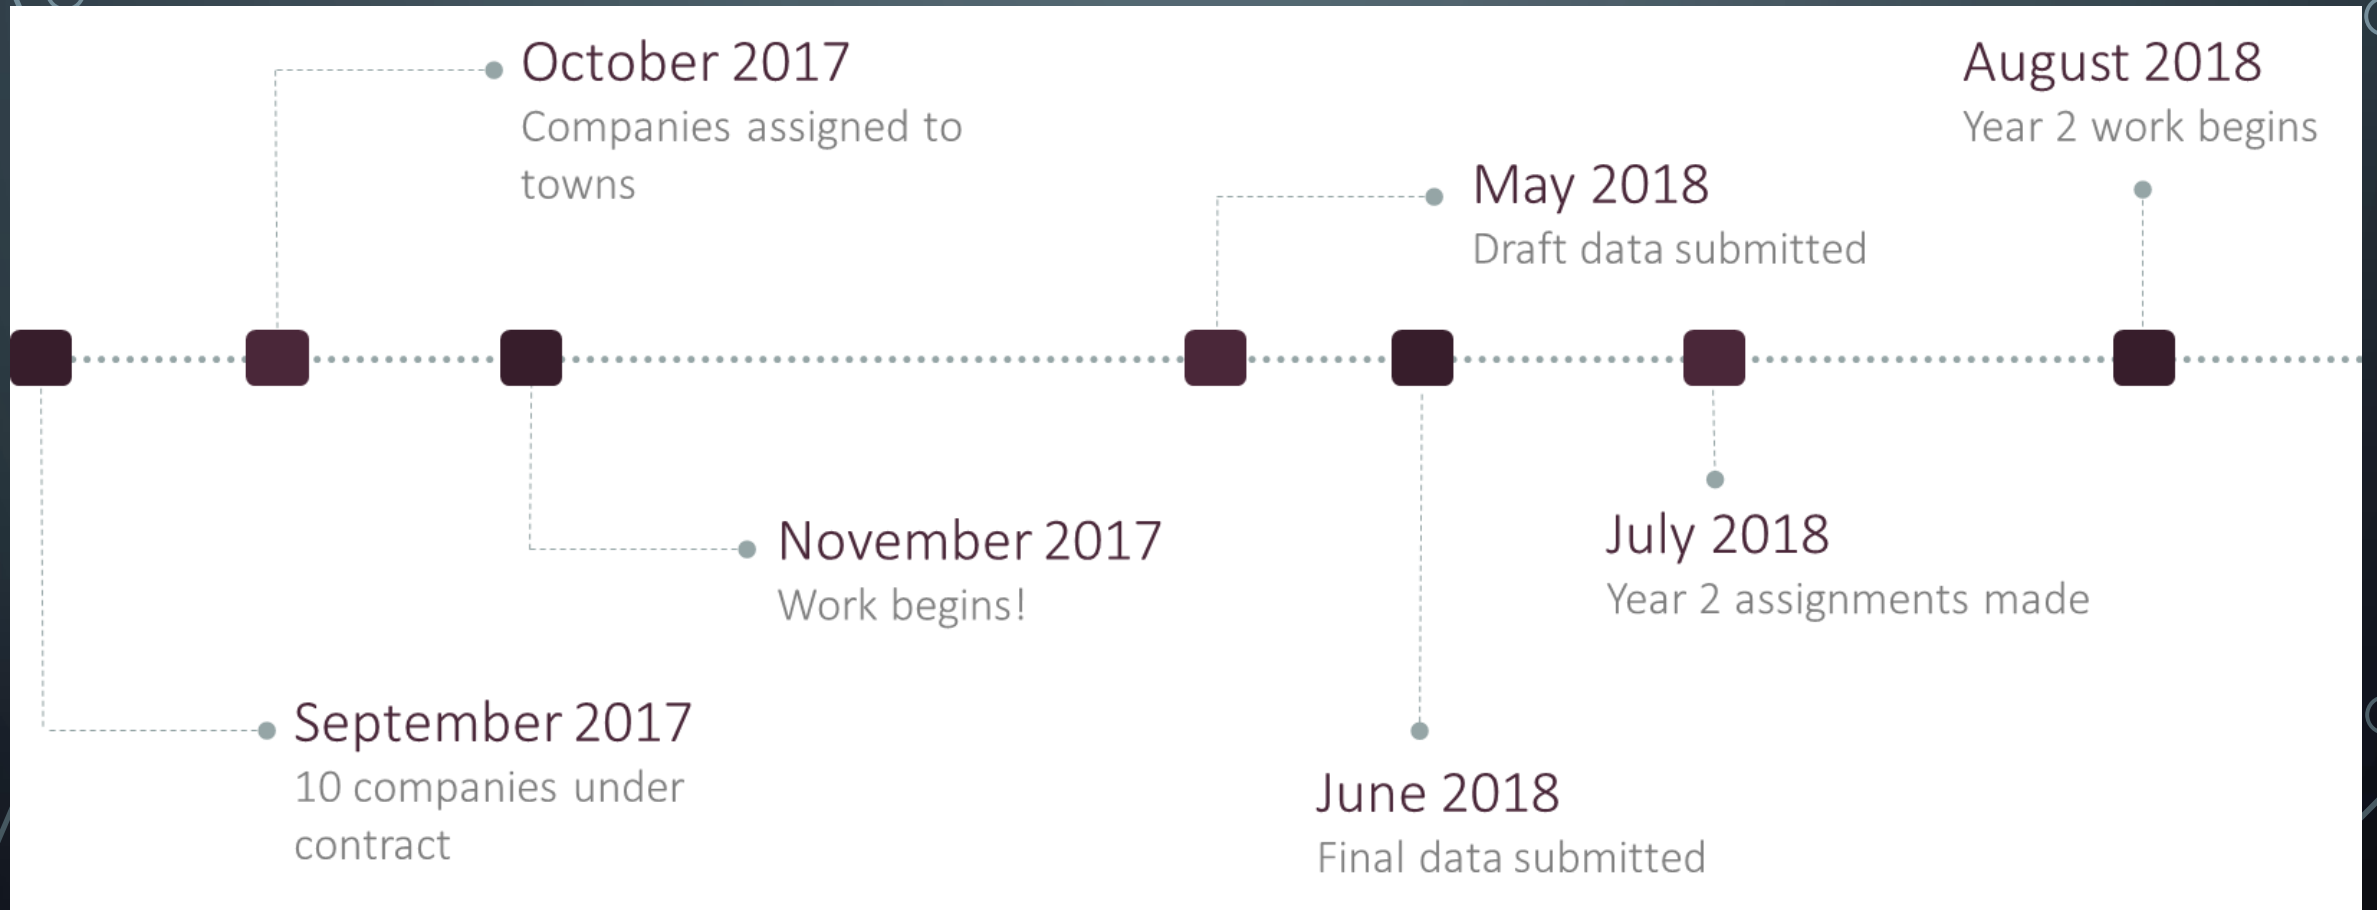 October 2017
Companies assigned to
towns
August 2018
Year 2 work begins
May 2018
Draft data submitted
November 2017
Work begins!
July 2018
Year 2 assignments made
September 2017
10 companies under
contract
June 2018
Final data submitted